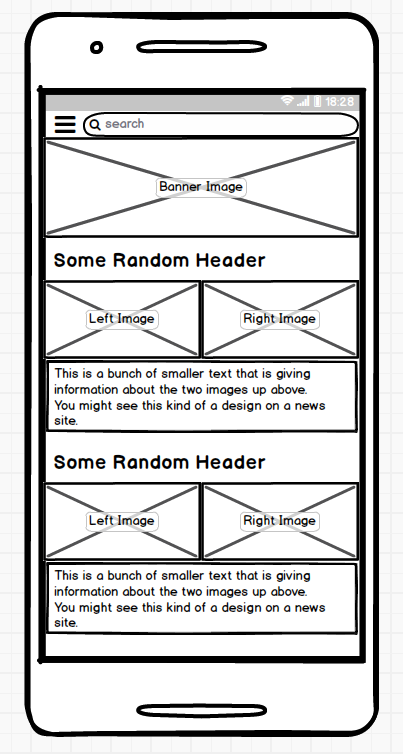 18:28
search
Banner Image
Some Random Header
Left Image
Right Image
This is a bunch of smaller text that is giving
information about the two images up above.
You might see this kind of a design on a news
site.
Some Random Header
Left Image
Right Image
This is a bunch of smaller text that is giving
information about the two images up above.
You might see this kind of a design on a news
site.